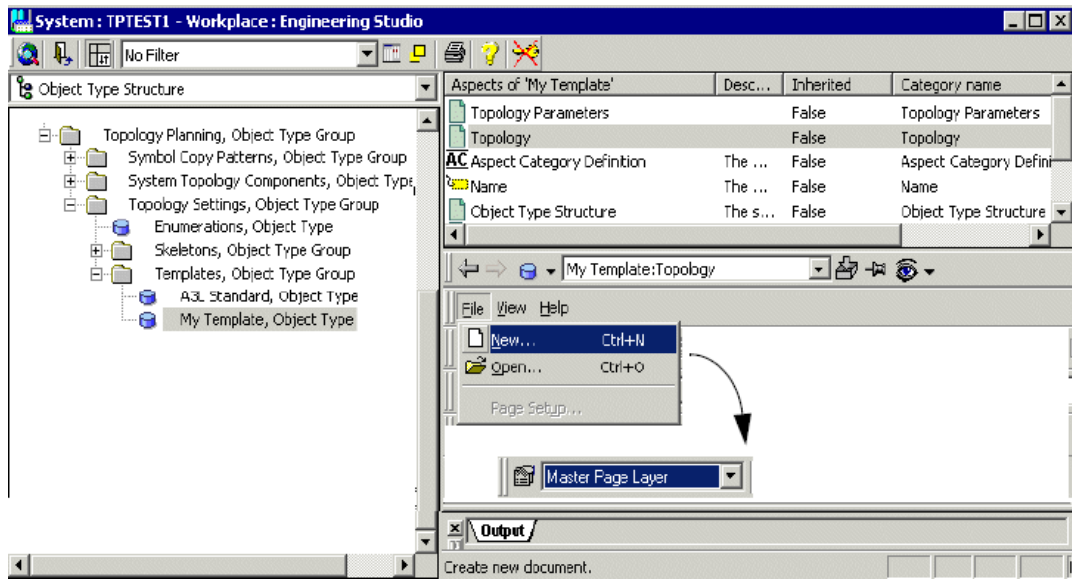 System : TPTEST1 - Workplace : Engineering Studio
No Filter
Object Type Structure
Topology Planning, Object Type Group
Symbol Copy Patterns, Object Type Group
System Topology Components, Object Type
Topology Settings, Object Type Group
Enumerations, Object Type
Skeletons, Object Type Group
Templates, Object Type Group
A3L Standard, Object Type
My Template, Object Type
Aspects of 'My Template' Desc... Inherited Category name
Topology Parameters False Topology Parameters
Topology False Topology
AC Aspect Category Definition The ... False Aspect Category Defini
Name The ... False Name
Object Type Structure The s... False Object Type Structure
My Template:Topology
File View Help
New... Ctrl+N
Open... Ctrl+O
Page Setup...
Master Page Layer
Output
Create new document.